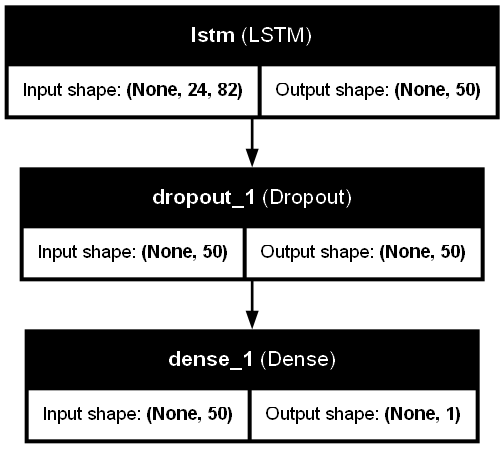 lstm (LSTM)
Input shape: (None, 24, 82) Output shape: (None, 50)
dropout_1 (Dropout)
Input shape: (None, 50) Output shape: (None, 50)
dense_1 (Dense)
Input shape: (None, 50) Output shape: (None, 1)